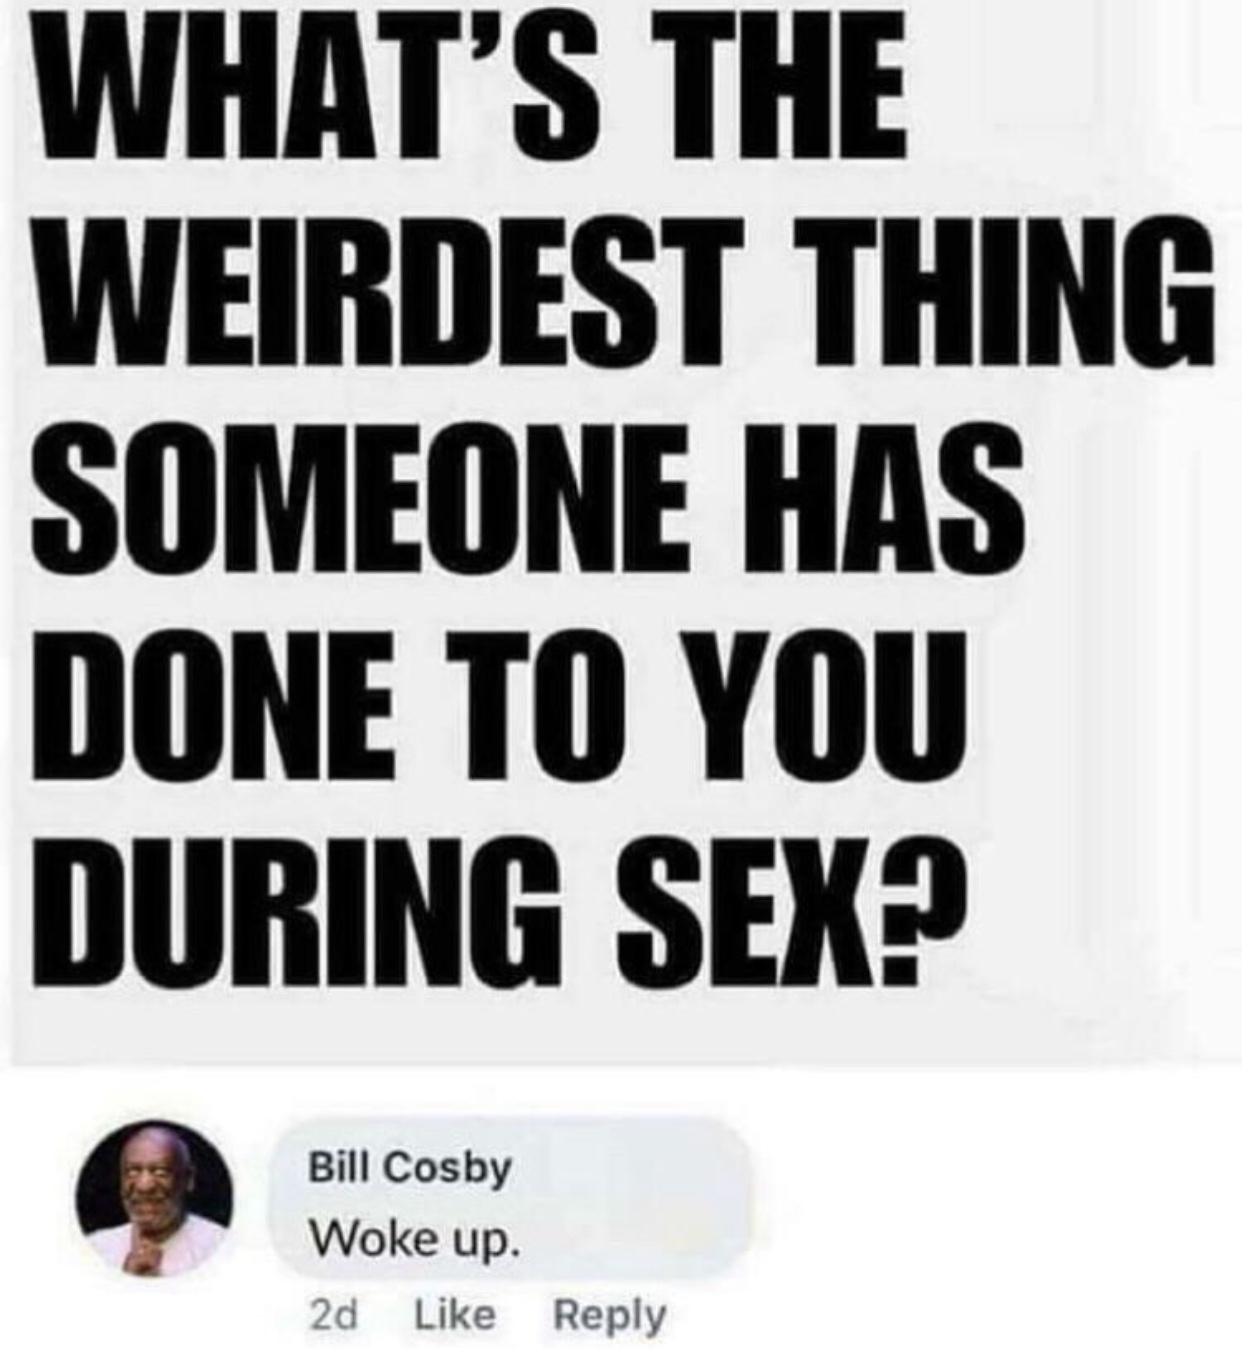 WHAT'S THE
WEIRDEST THING
SOMEONE HAS
DONE TO YOU
DURING SEX?
Bill Cosby
Woke up.
2d Like Reply